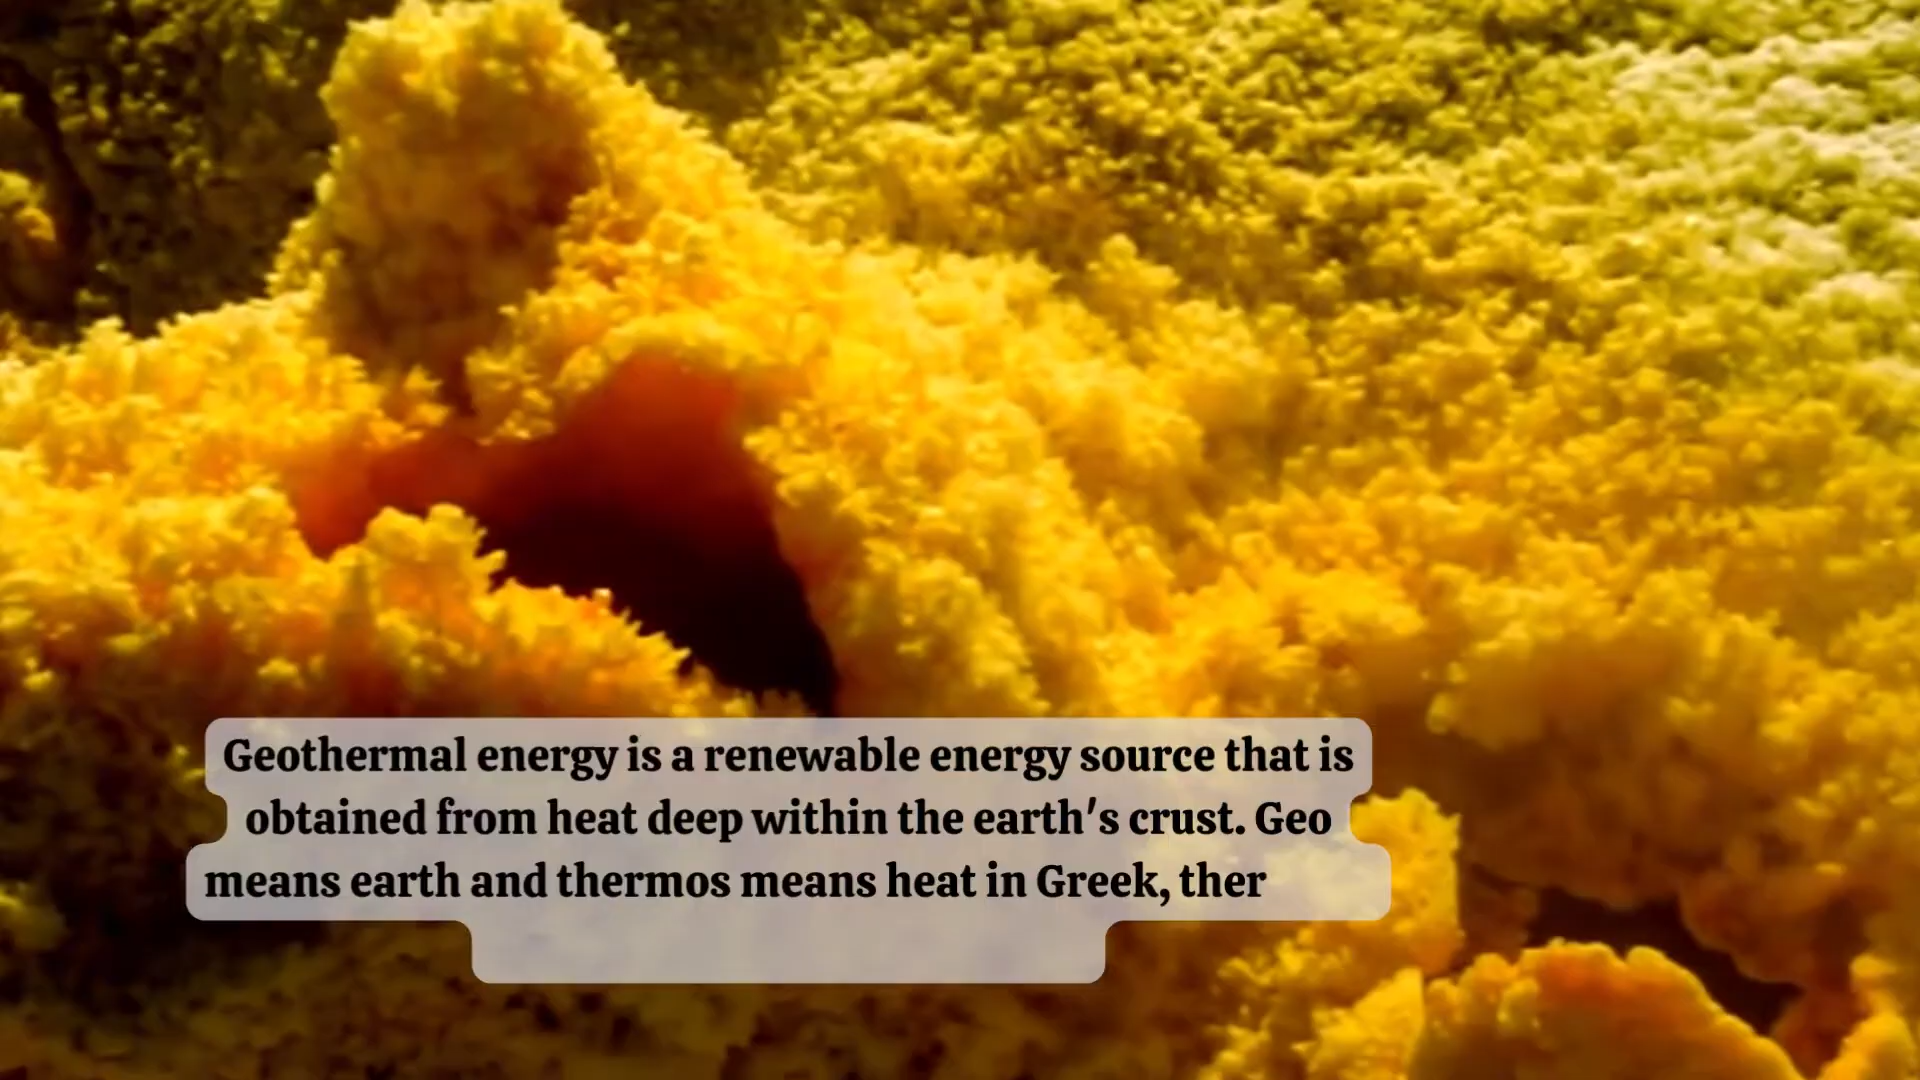 Geothermal energy is a renewable energy source that is
obtained from heat deep within the earth's crust. Geo
means earth and thermos means heat in Greek, ther